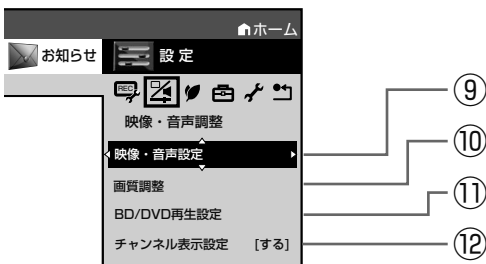 ホーム
お知らせ 設定
REC
映像・音声調整
映像・音声設定 ⑨
画質調整 ⑩
BD/DVD再生設定 ⑪
チャンネル表示設定 [する] ⑫